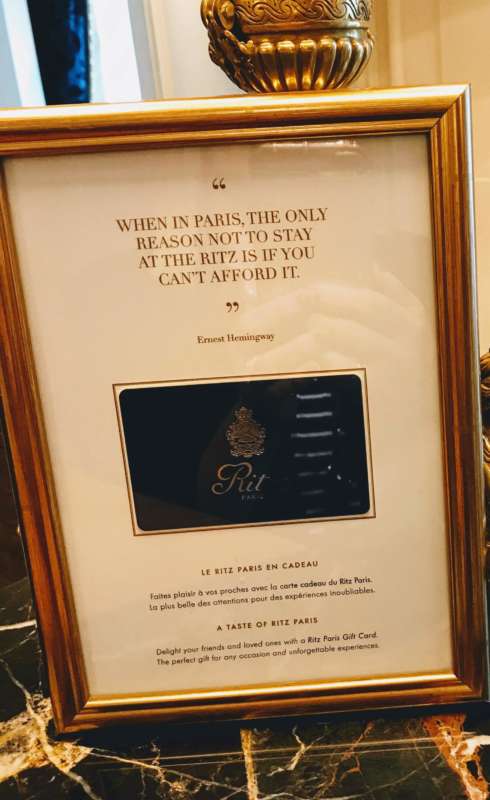 “
WHEN IN PARIS, THE ONLY
REASON NOT TO STAY
AT THE RITZ IS IF YOU
CAN'T AFFORD IT.
”
Ernest Hemingway
Rit
PARIS
LE RITZ PARIS EN CADEAU
Faites plaisir à vos proches avec la carte cadeau du Ritz Paris.
La plus belle des attentions pour des expériences inoubliables.
A TASTE OF RITZ PARIS
Delight your friends and loved ones with a Ritz Paris Gift Card.
The perfect gift for any occasion and unforgettable experiences.